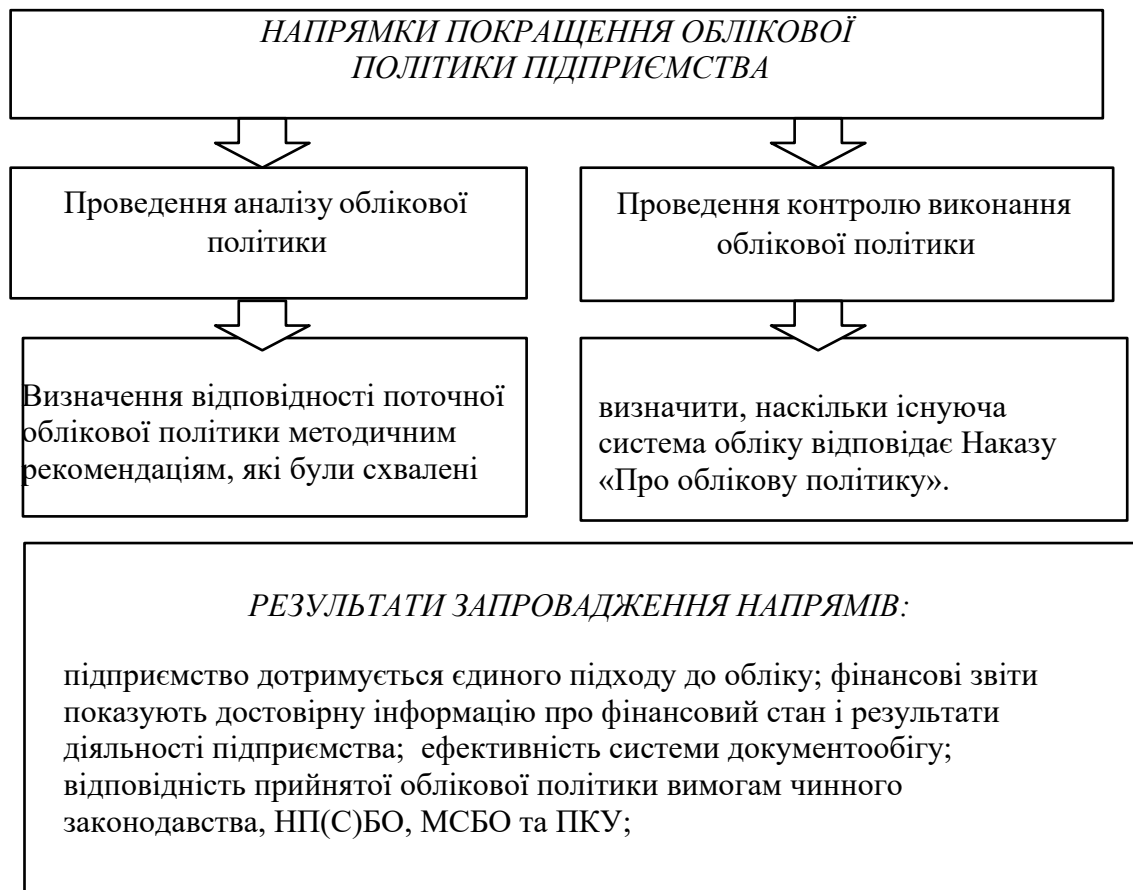 НАПРЯМКИ ПОКРАЩЕННЯ ОБЛІКОВОЇ
ПОЛІТИКИ ПІДПРИЄМСТВА
Проведення аналізу облікової
політики
Проведення контролю виконання
облікової політики
Визначення відповідності поточної
облікової політики методичним
рекомендаціям, які були схвалені
визначити, наскільки існуюча
система обліку відповідає Наказу
«Про облікову політику».
РЕЗУЛЬТАТИ ЗАПРОВАДЖЕННЯ НАПРЯМІВ:
підприємство дотримується єдиного підходу до обліку; фінансові звіти
показують достовірну інформацію про фінансовий стан і результати
діяльності підприємства; ефективність системи документообігу;
відповідність прийнятої облікової політики вимогам чинного
законодавства, НП(С)БО, МСБО та ПКУ;